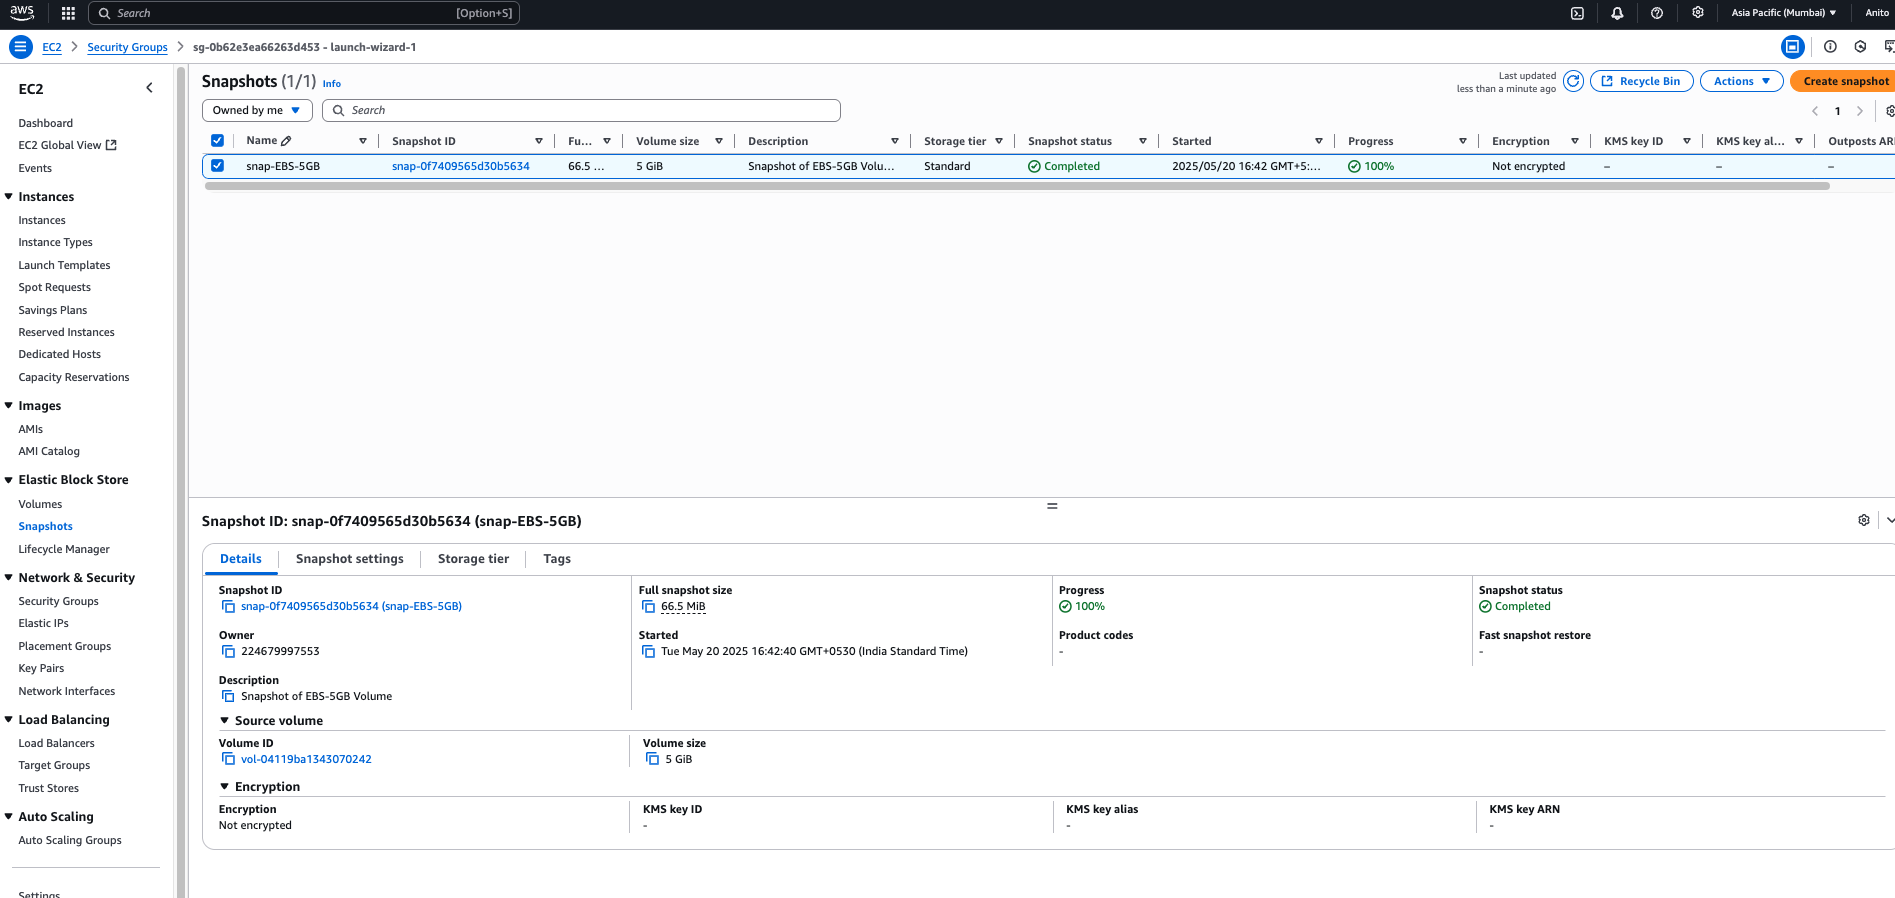 aws Search [Option+S] Asia Pacific (Mumbai) Anito
EC2 Security Groups sg-0b62e3ea66263d453 - launch-wizard-1
EC2
Dashboard
EC2 Global View
Events
Instances
Instances
Instance Types
Launch Templates
Spot Requests
Savings Plans
Reserved Instances
Dedicated Hosts
Capacity Reservations
Images
AMIs
AMI Catalog
Elastic Block Store
Volumes
Snapshots
Lifecycle Manager
Network & Security
Security Groups
Elastic IPs
Placement Groups
Key Pairs
Network Interfaces
Load Balancing
Load Balancers
Target Groups
Trust Stores
Auto Scaling
Auto Scaling Groups
Settings
Snapshots (1/1) Info
Last updated
less than a minute ago
Recycle Bin Actions Create snapshot
Owned by me Search 1
Name Snapshot ID Fu... Volume size Description Storage tier Snapshot status Started Progress Encryption KMS key ID KMS key al... Outposts ARN
snap-EBS-5GB snap-0f7409565d30b5634 66.5 ... 5 GiB Snapshot of EBS-5GB Volu... Standard Completed 2025/05/20 16:42 GMT+5:... 100% Not encrypted – – –
Snapshot ID: snap-0f7409565d30b5634 (snap-EBS-5GB)
Details Snapshot settings Storage tier Tags
Snapshot ID Full snapshot size Progress Snapshot status
snap-0f7409565d30b5634 (snap-EBS-5GB) 66.5 MiB 100% Completed
Owner Started Product codes Fast snapshot restore
224679997553 Tue May 20 2025 16:42:40 GMT+0530 (India Standard Time) - -
Description
Snapshot of EBS-5GB Volume
Source volume
Volume ID Volume size
vol-04119ba1343070242 5 GiB
Encryption
Encryption KMS key ID KMS key alias KMS key ARN
Not encrypted - - -